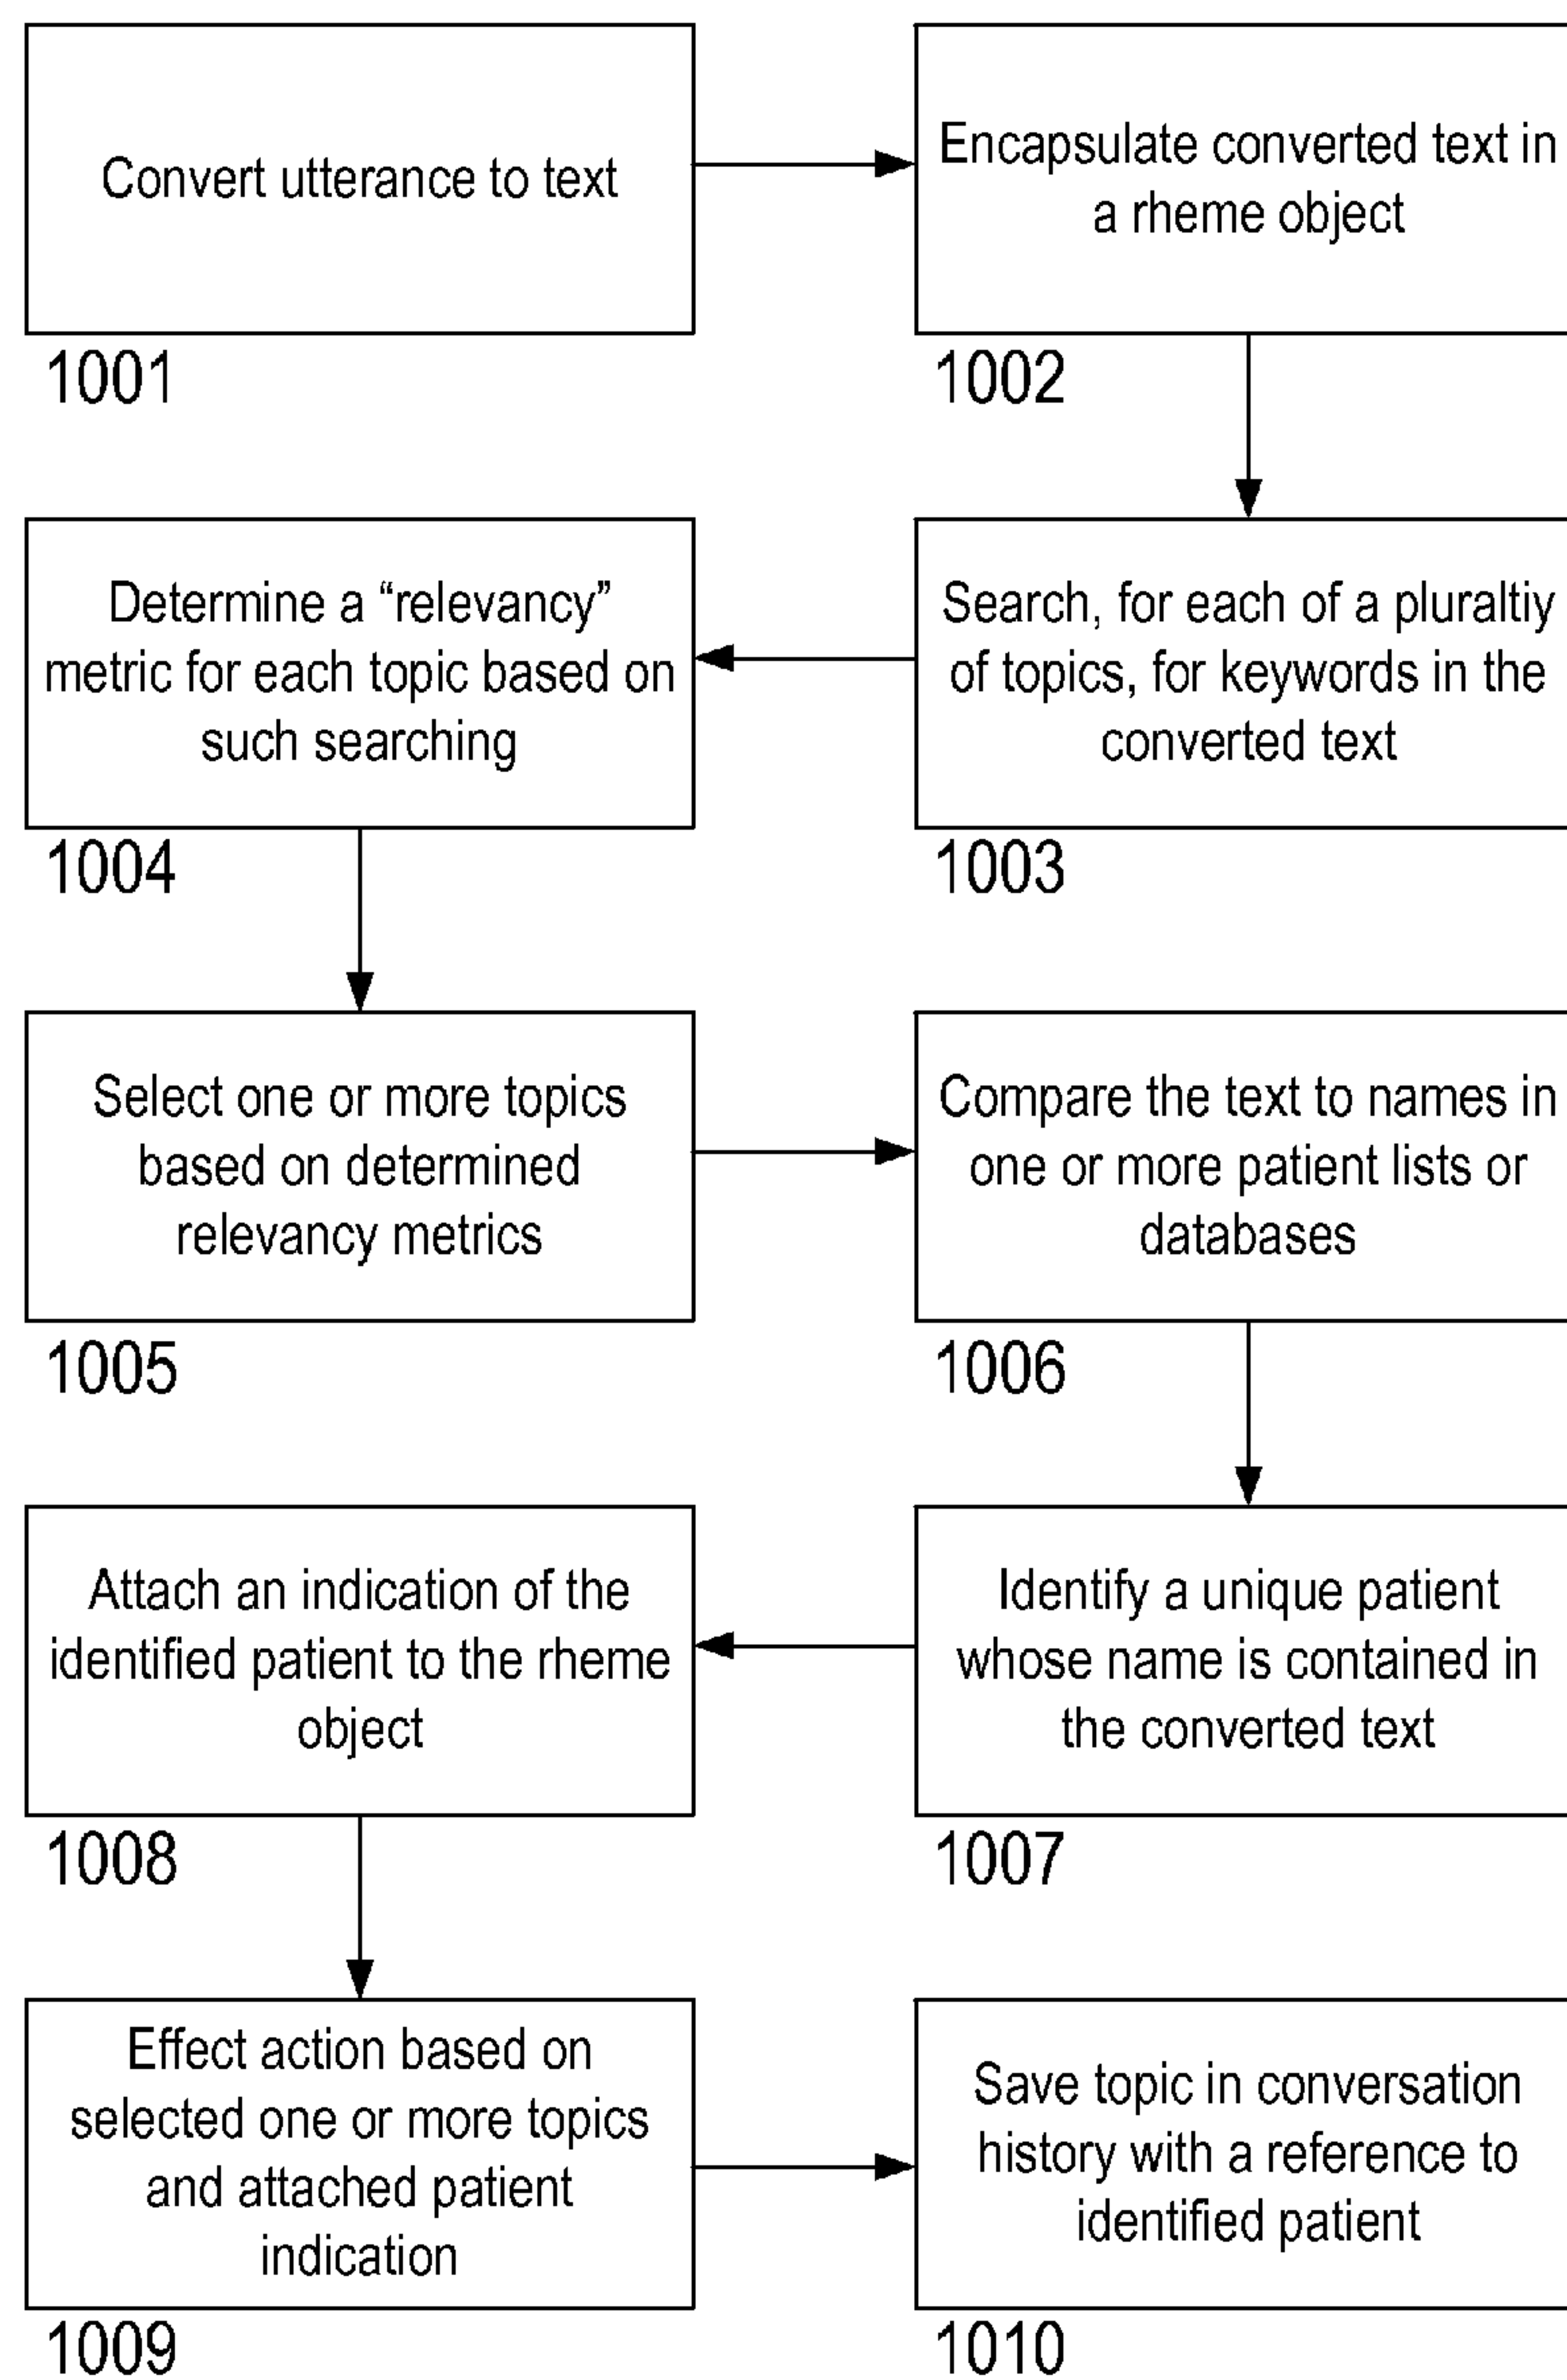 Convert utterance to text
1001
Encapsulate converted text in
a rheme object
1002
Search, for each of a pluraltiy
of topics, for keywords in the
converted text
1003
Determine a “relevancy”
metric for each topic based on
such searching
1004
Select one or more topics
based on determined
relevancy metrics
1005
Compare the text to names in
one or more patient lists or
databases
1006
Identify a unique patient
whose name is contained in
the converted text
1007
Attach an indication of the
identified patient to the rheme
object
1008
Effect action based on
selected one or more topics
and attached patient
indication
1009
Save topic in conversation
history with a reference to
identified patient
1010